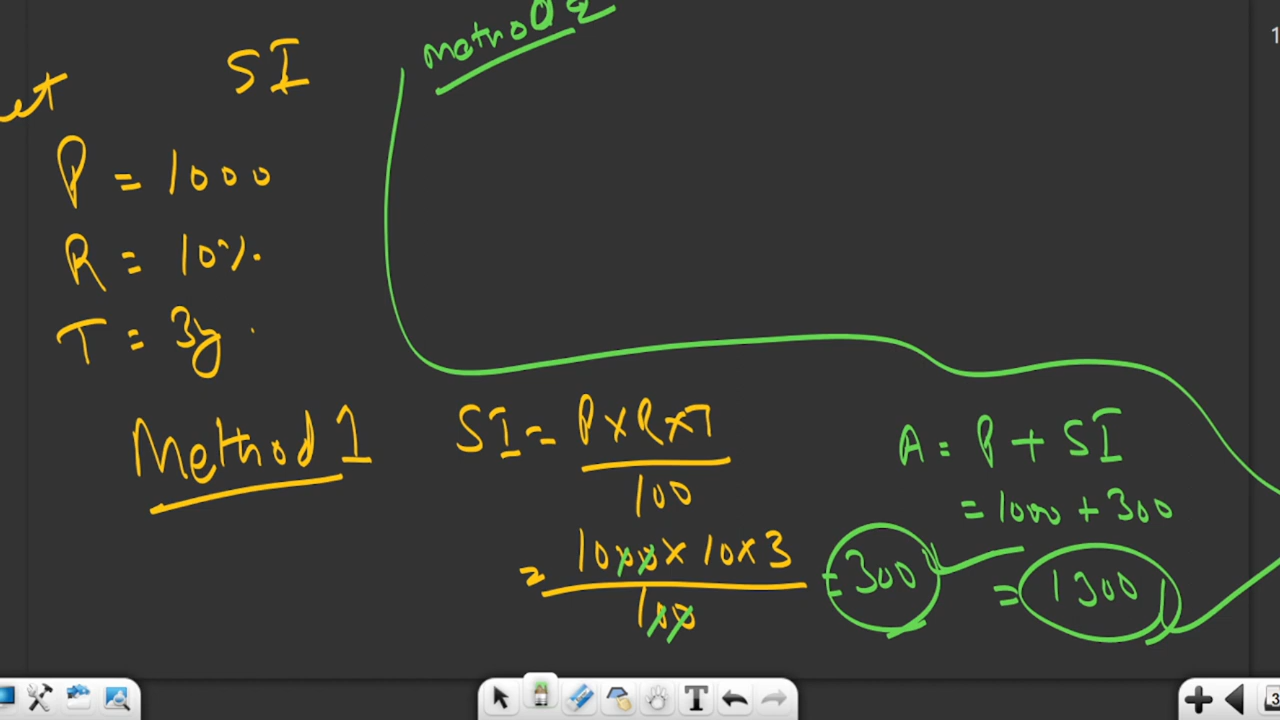 Method 2
SI
P = 1000
R = 10%.
T = 3y
Method 1
SI = P×R×T
100
= 1000 × 10 × 3 = 300
100
A = P + SI
= 1000 + 300
= 1300
T